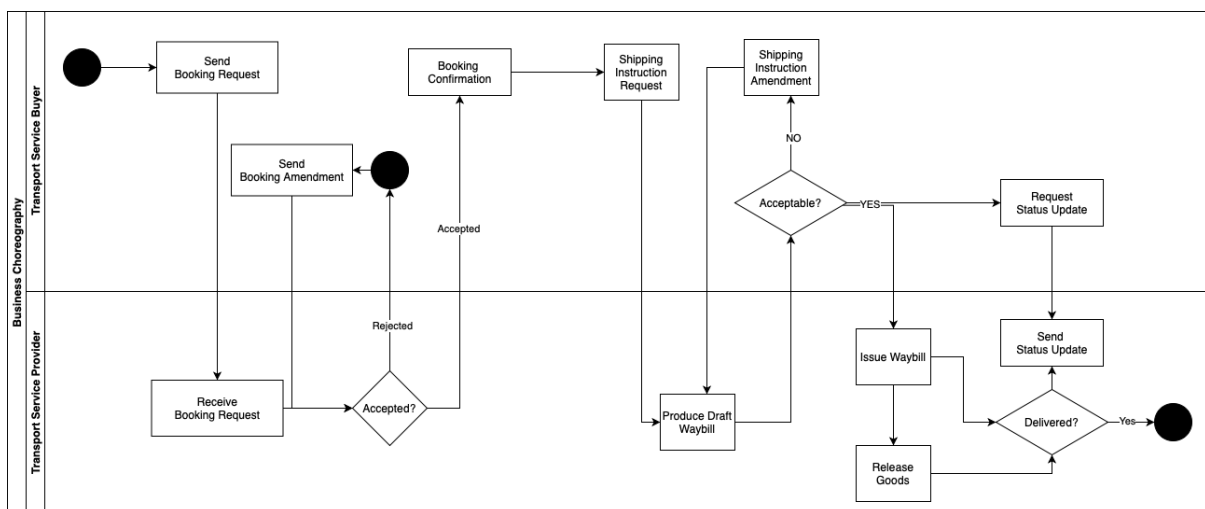 Business Choreography
Transport Service Buyer
Send
Booking Request
Send
Booking Amendment
Booking
Confirmation
Shipping
Instruction
Request
Shipping
Instruction
Amendment
NO
Acceptable?
YES
Request
Status Update
Accepted
Rejected
Transport Service Provider
Receive
Booking Request
Accepted?
Produce Draft
Waybill
Issue Waybill
Release
Goods
Send
Status Update
Delivered?
Yes